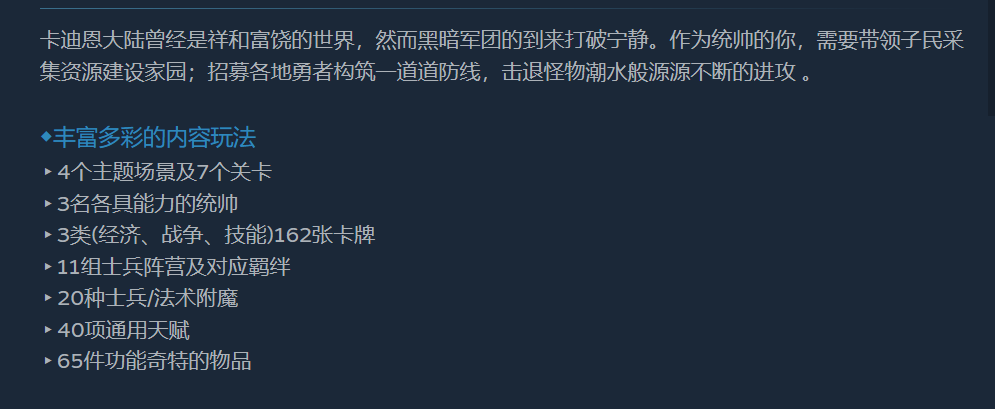 卡迪恩大陆曾经是祥和富饶的世界，然而黑暗军团的到来打破宁静。作为统帅的你，需要带领子民采
集资源建设家园；招募各地勇者构筑一道道防线，击退怪物潮水般源源不断的进攻 。
◆丰富多彩的内容玩法
‣ 4个主题场景及7个关卡
‣ 3名各具能力的统帅
‣ 3类(经济、战争、技能)162张卡牌
‣ 11组士兵阵营及对应羁绊
‣ 20种士兵/法术附魔
‣ 40项通用天赋
‣ 65件功能奇特的物品